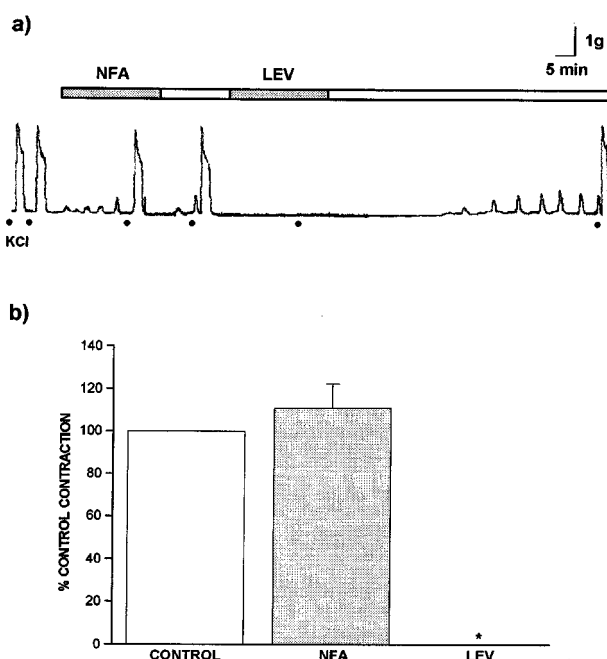 a)
1g
5 min
NFA LEV
KCl
b)
140
120
100
80
60
40
20
0
% CONTROL CONTRACTION
*
CONTROL NFA LEV